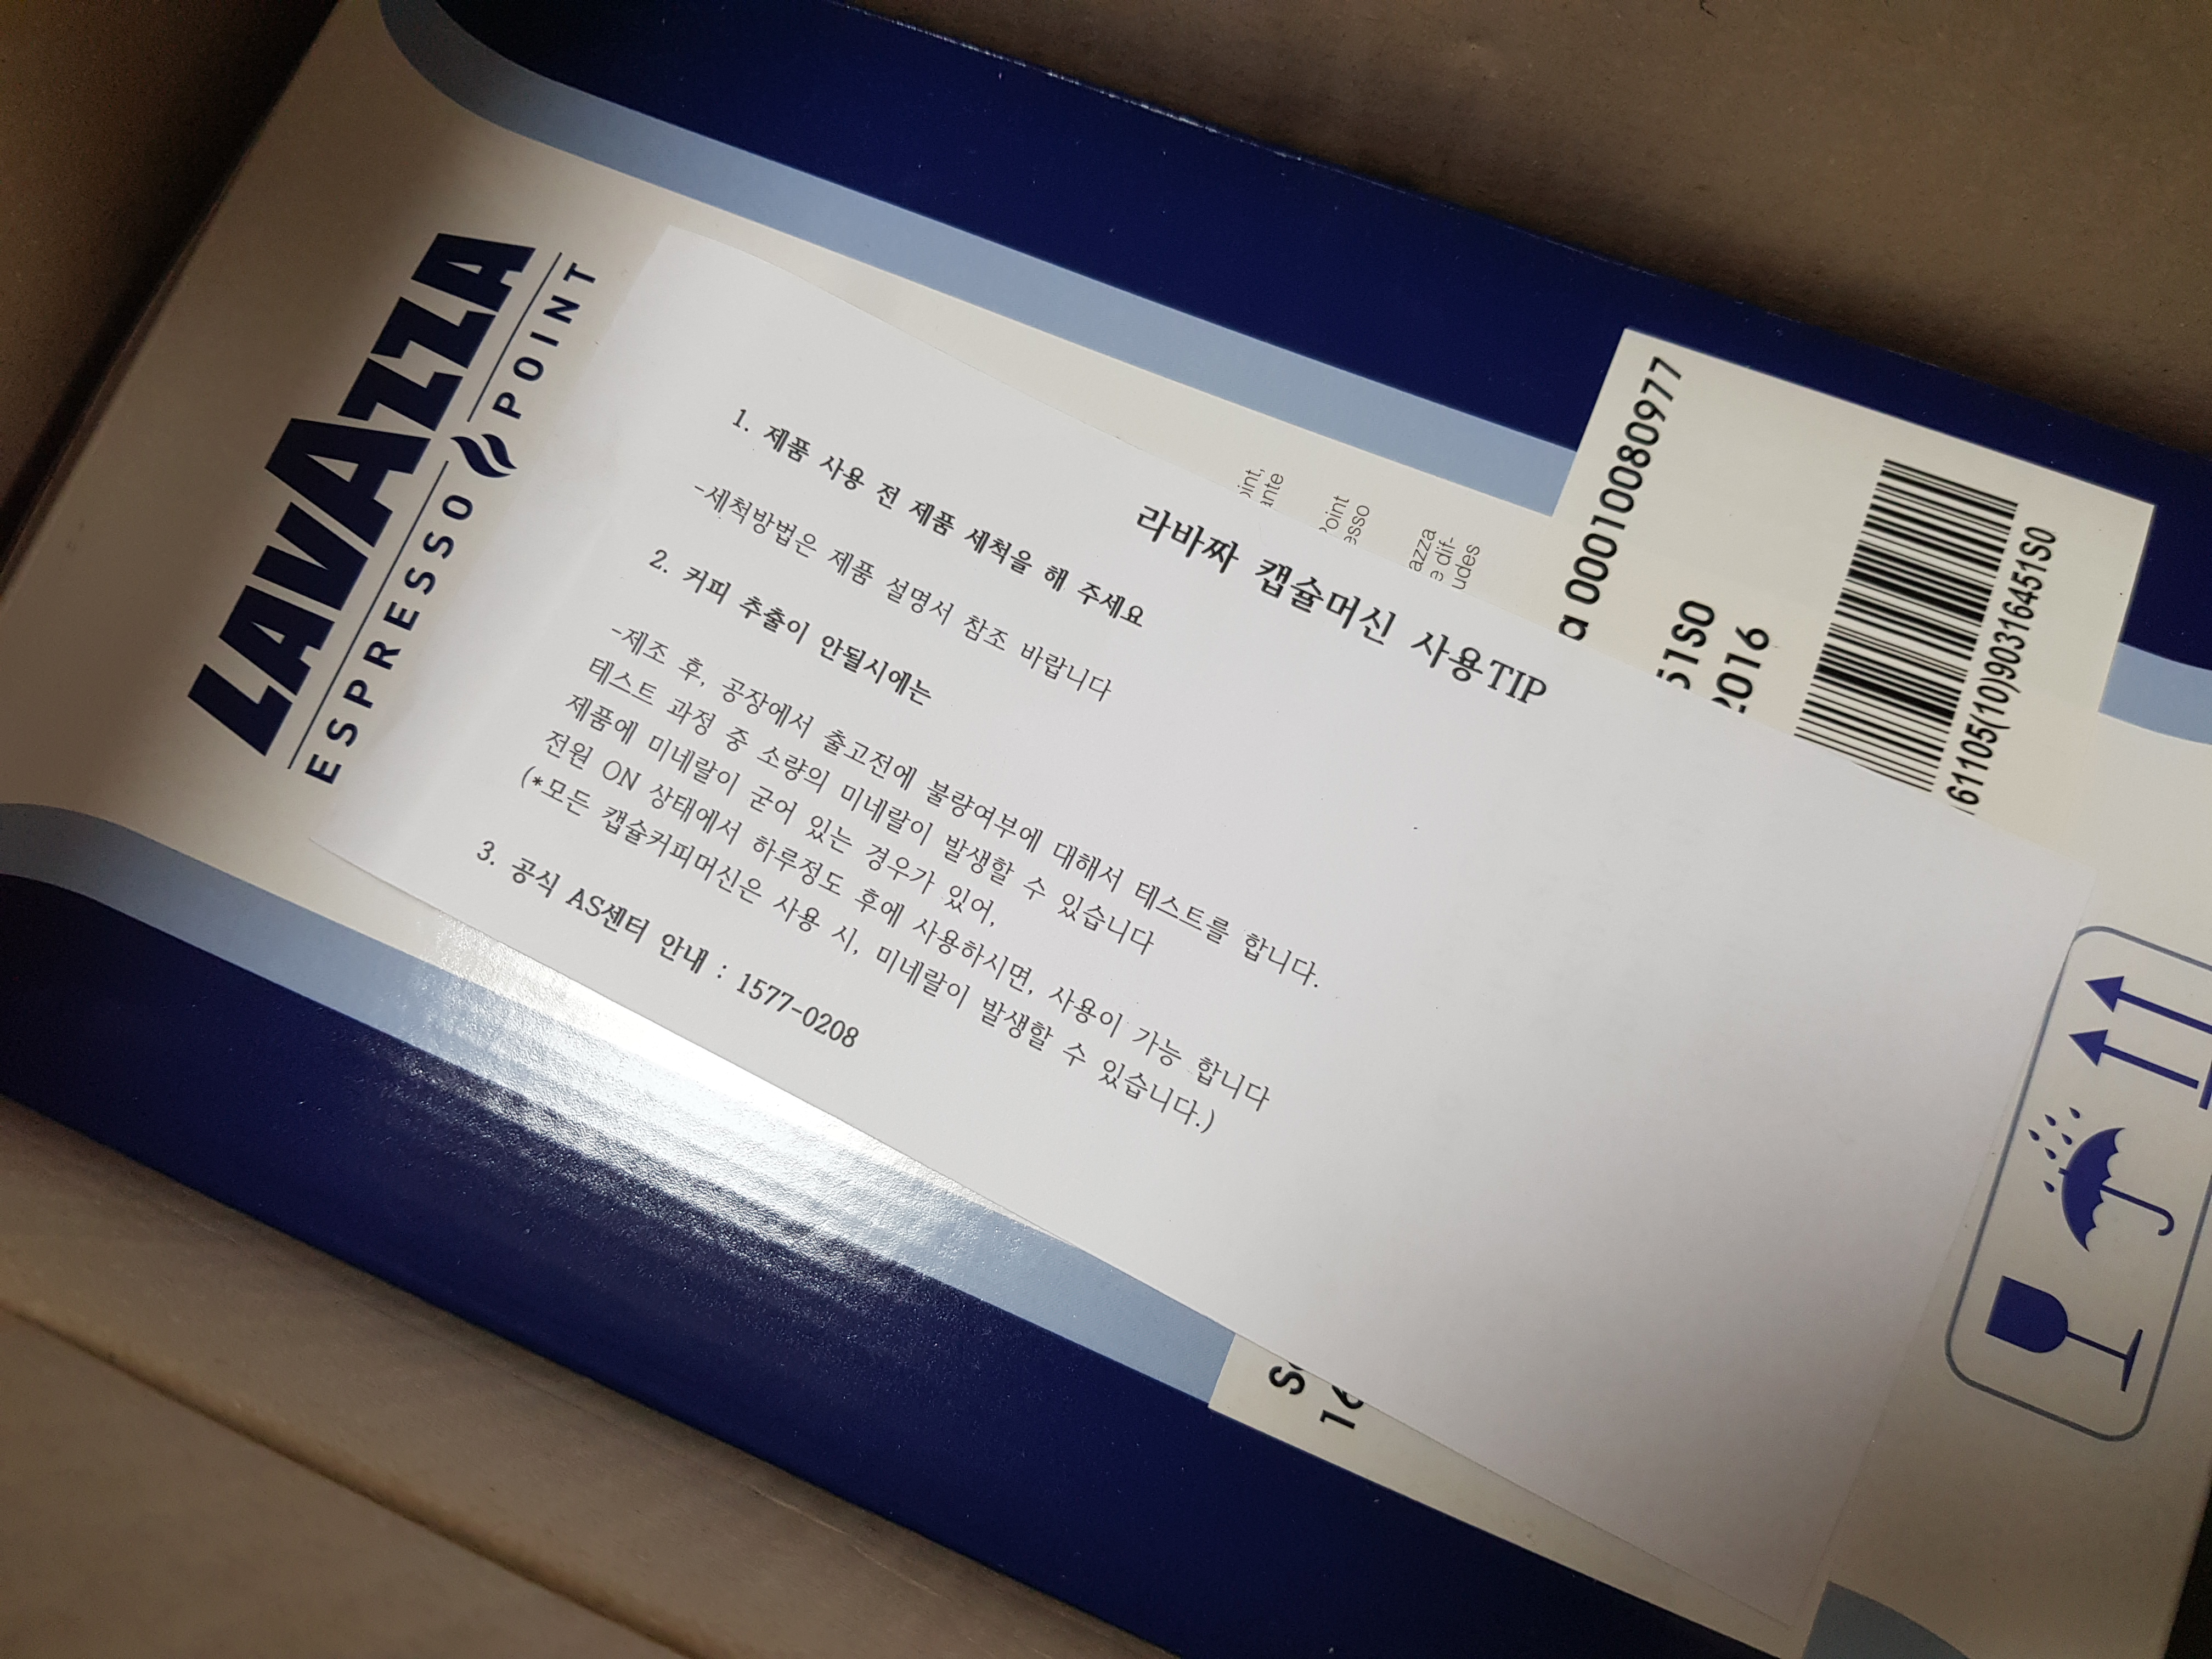 LAVAZZA
ESPRESSO POINT
라바짜 캡슐머신 사용TIP
1. 제품 사용 전 제품 세척을 해 주세요
-세척방법은 제품 설명서 참조 바랍니다
2. 커피 추출이 안될시에는
-제조 후, 공장에서 출고전에 불량여부에 대해서 테스트를 합니다.
테스트 과정 중 소량의 미네랄이 발생할 수 있습니다
제품에 미네랄이 굳어 있는 경우가 있어,
전원 ON 상태에서 하루정도 후에 사용하시면, 사용이 가능 합니다
(*모든 캡슐커피머신은 사용 시, 미네랄이 발생할 수 있습니다.)
3. 공식 AS센터 안내 : 1577-0208
a 00010080977
51S0
2016
61105(10)90316451S0
azza
e dif-
udes